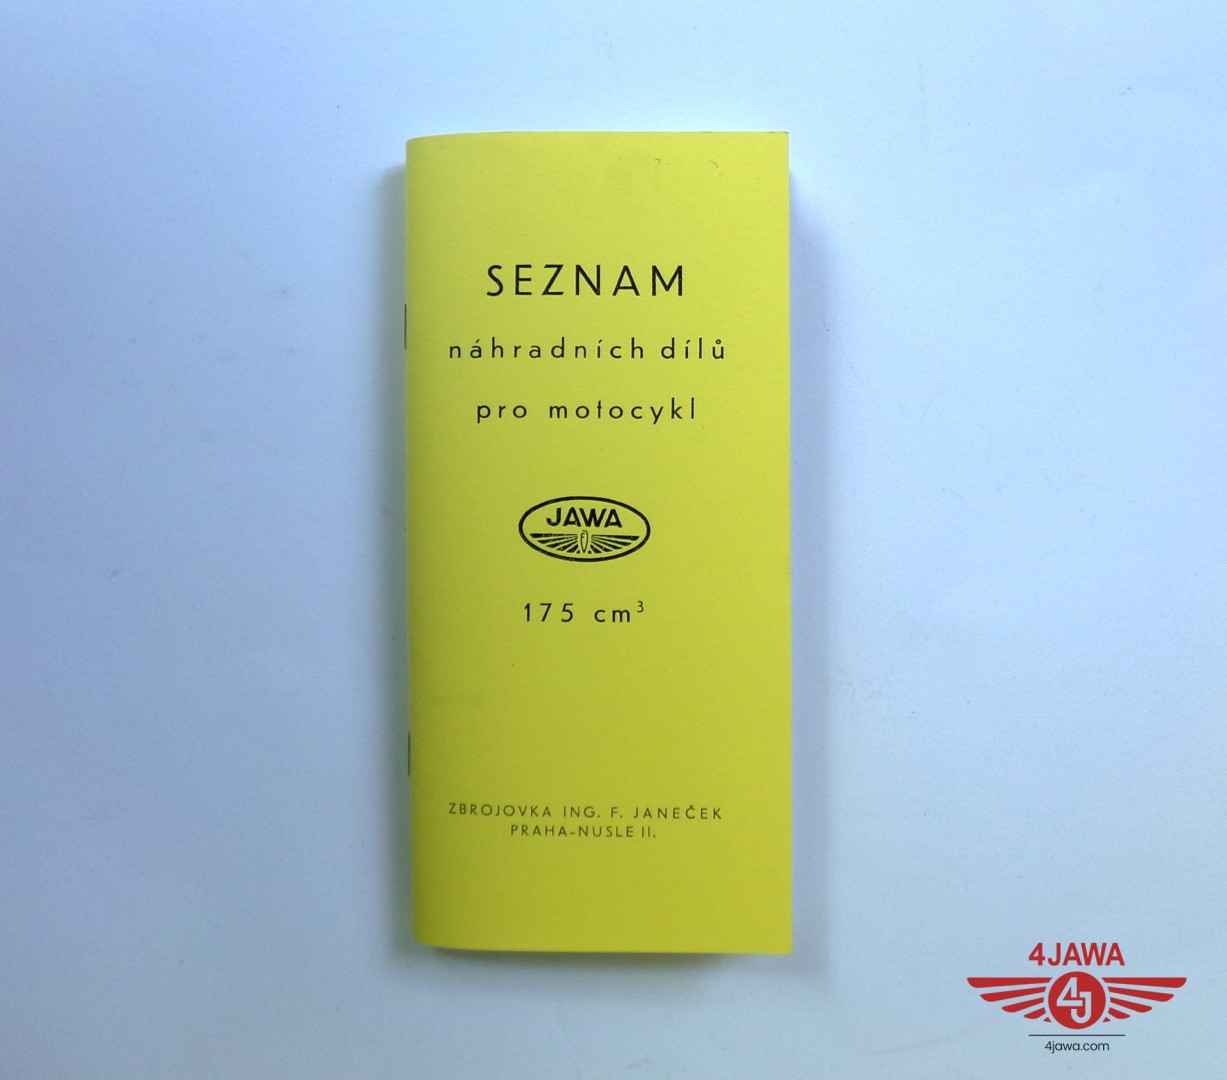 SEZNAM
náhradních dílů
pro motocykl
JAWA
175 cm³
ZBROJOVKA ING. F. JANEČEK
PRAHA-NUSLE II.
4JAWA
4J
4jawa.com